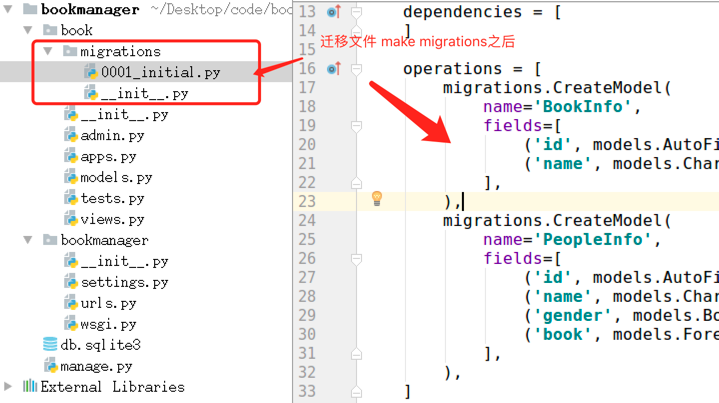 bookmanager ~/Desktop/code/boo
book
migrations
0001_initial.py
__init__.py
__init__.py
admin.py
apps.py
models.py
tests.py
views.py
bookmanager
__init__.py
settings.py
urls.py
wsgi.py
db.sqlite3
manage.py
External Libraries
迁移文件 make migrations之后
13 dependencies = [
14 ]
15
16 operations = [
17 migrations.CreateModel(
18 name='BookInfo',
19 fields=[
20 ('id', models.AutoFi
21 ('name', models.Char
22 ],
23 ),
24 migrations.CreateModel(
25 name='PeopleInfo',
26 fields=[
27 ('id', models.AutoFi
28 ('name', models.Char
29 ('gender', models.Bo
30 ('book', models.Fore
31 ],
32 ),
33 ]